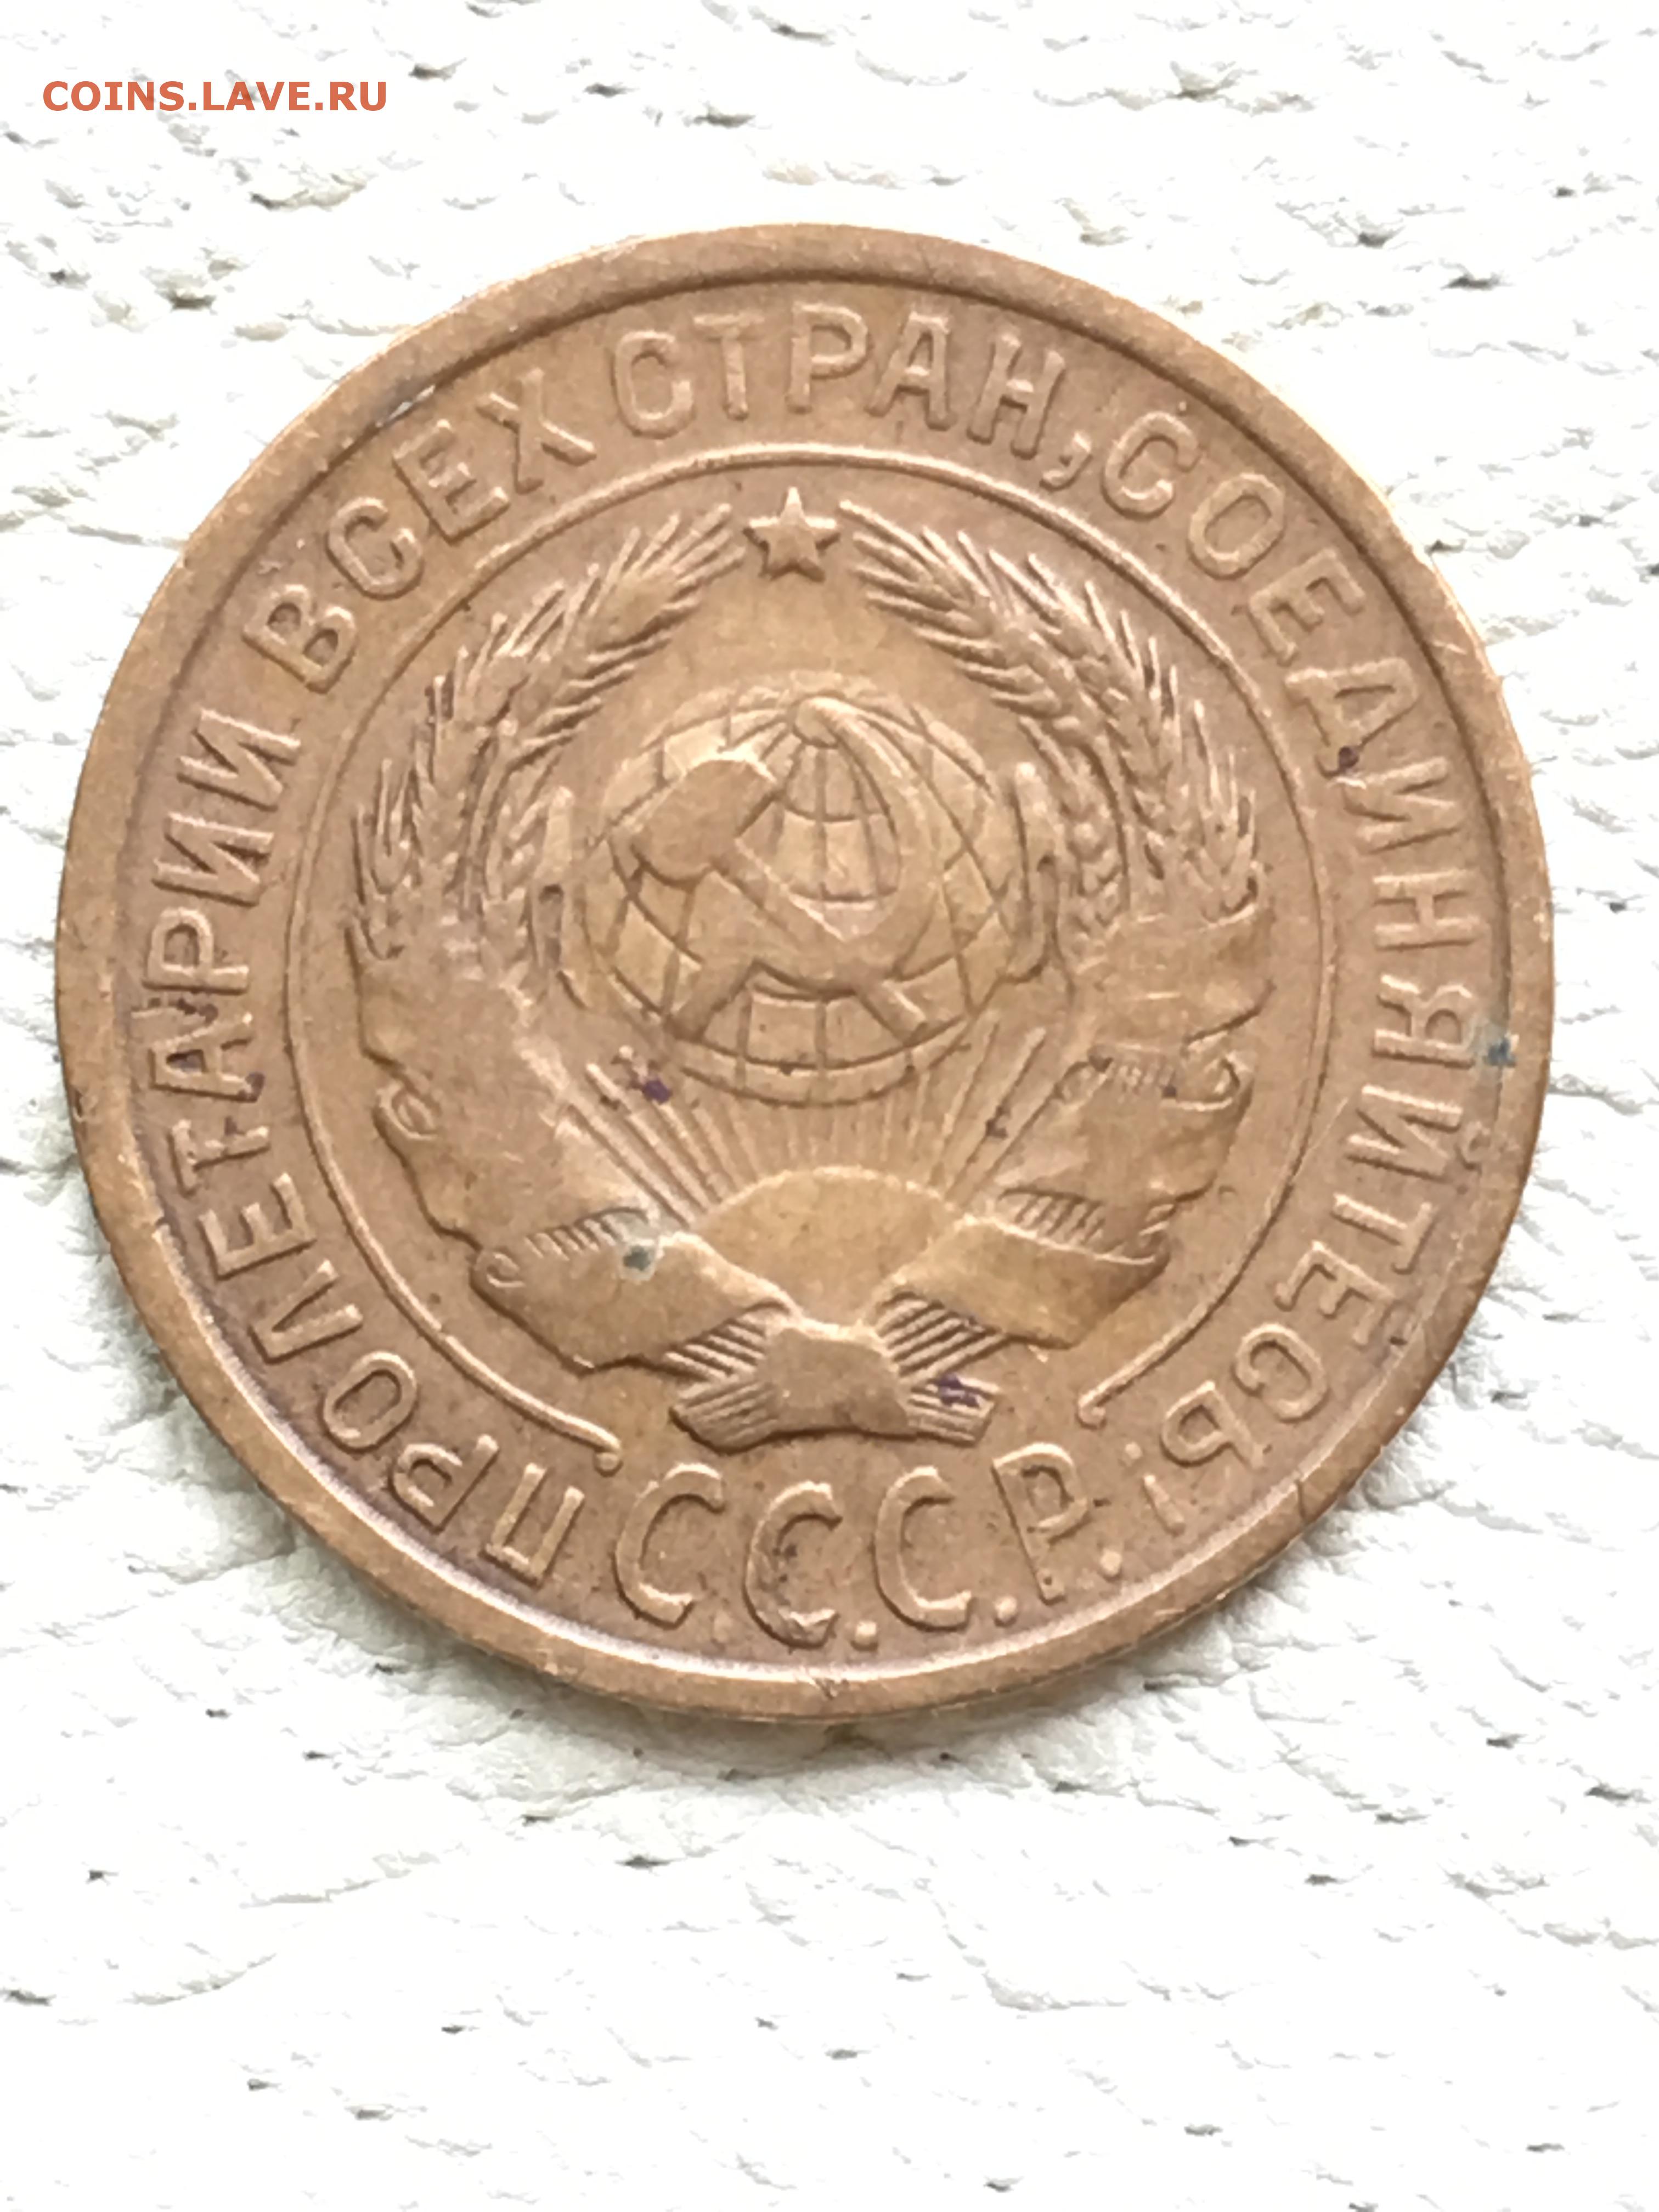 COINS.LAVE.RU
ПРОЛЕТАРИИ ВСЕХ СТРАН, СОЕДИНЯЙТЕСЬ!
С.С.С.Р.